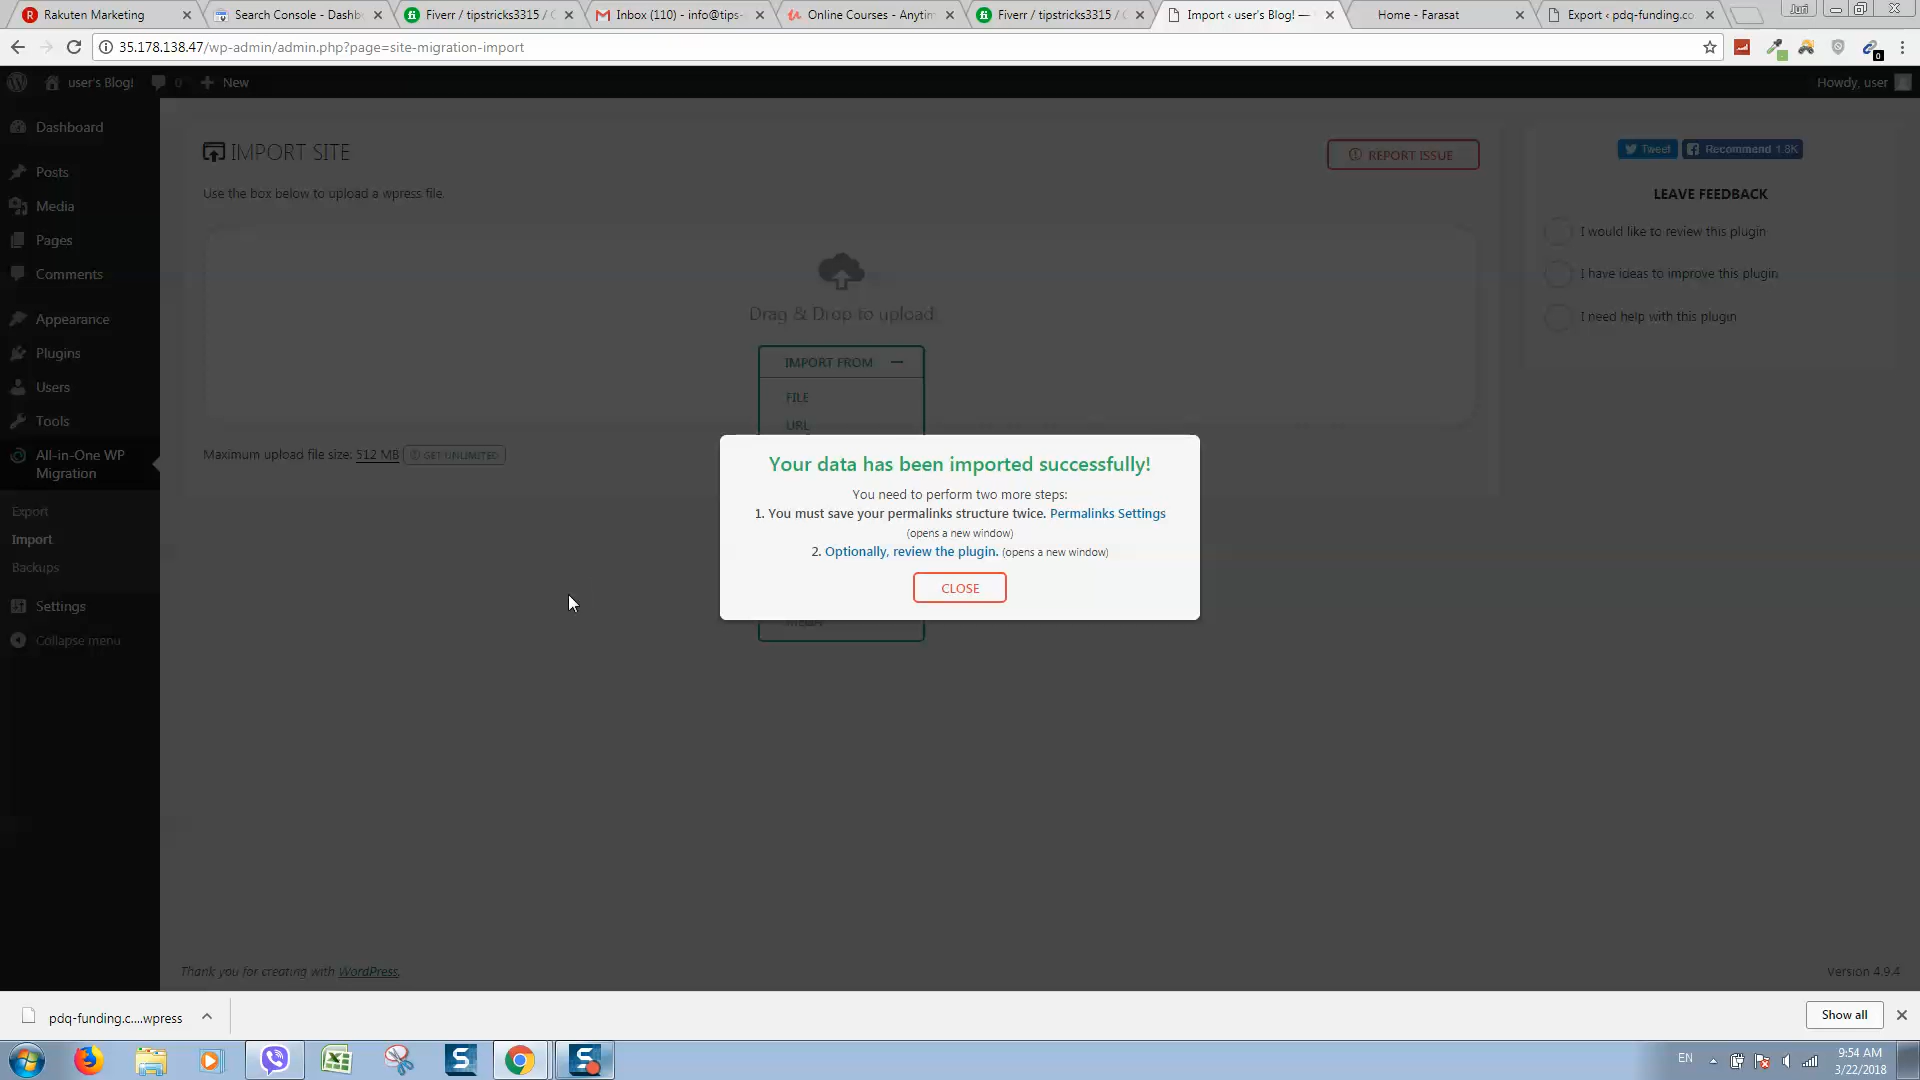 Rakuten Marketing
Search Console - Dashb
Fiverr / tipstricks3315 /
Inbox (110) - info@tips-
Online Courses - Anytim
Fiverr / tipstricks3315 /
Import ‹ user's Blog! —
Home - Farasat
Export ‹ pdq-funding.co
Juri
35.178.138.47/wp-admin/admin.php?page=site-migration-import
0
user's Blog!
0
New
Howdy, user
Dashboard
Posts
Media
Pages
Comments
Appearance
Plugins
Users
Tools
All-in-One WP
Migration
Export
Import
Backups
Settings
Collapse menu
IMPORT SITE
REPORT ISSUE
Use the box below to upload a wpress file.
Drag & Drop to upload
IMPORT FROM
FILE
URL
Maximum upload file size: 512 MB
GET UNLIMITED
Your data has been imported successfully!
You need to perform two more steps:
1. You must save your permalinks structure twice. Permalinks Settings
(opens a new window)
2. Optionally, review the plugin. (opens a new window)
CLOSE
Tweet
Recommend 1.8K
LEAVE FEEDBACK
I would like to review this plugin
I have ideas to improve this plugin
I need help with this plugin
Thank you for creating with WordPress.
Version 4.9.4
pdq-funding.c....wpress
Show all
EN
9:54 AM
3/22/2018